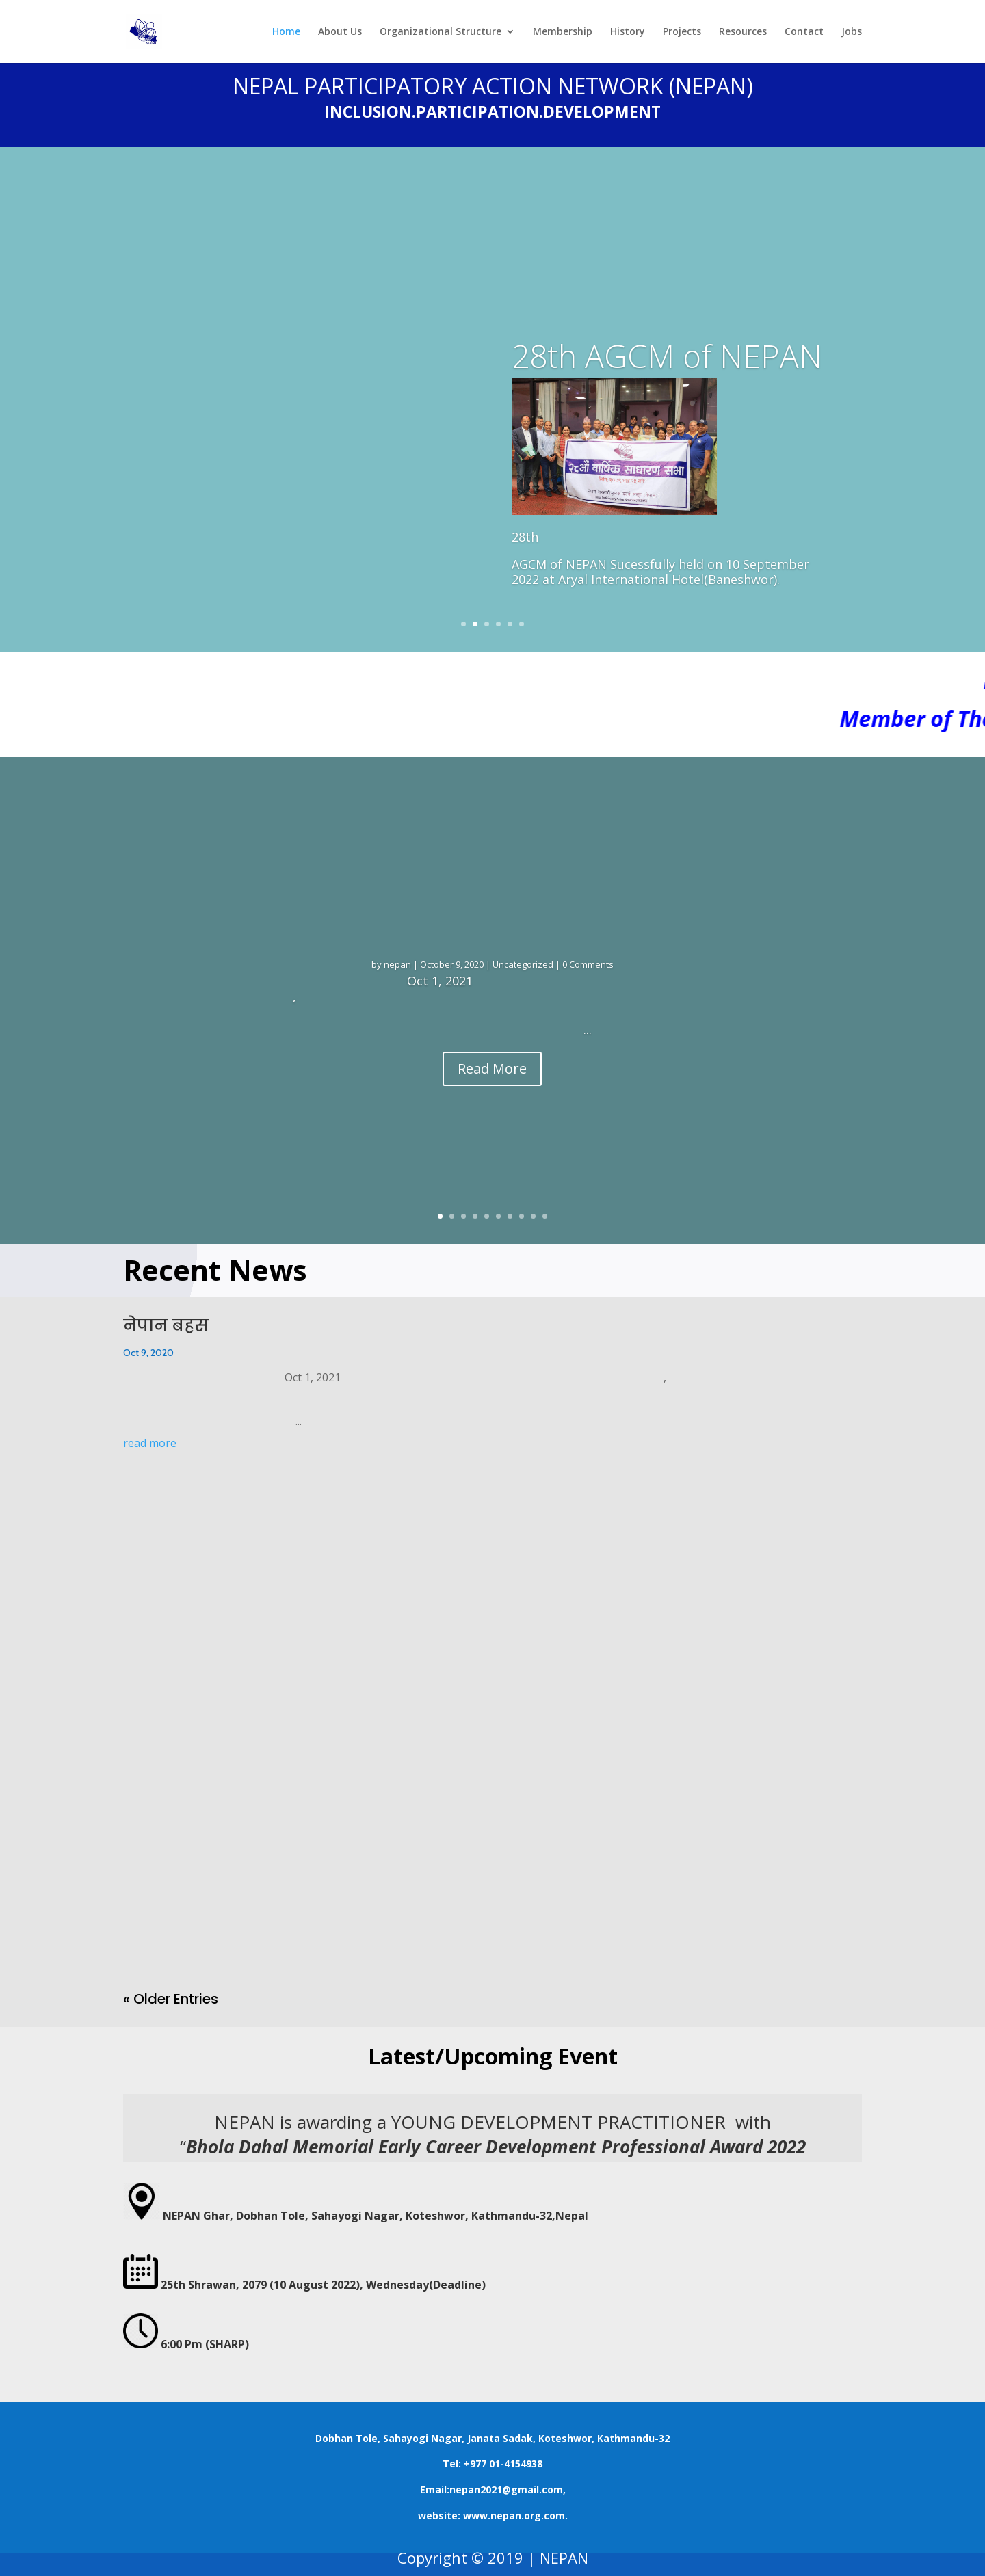 Home About Us Organizational Structure Membership History Projects Resources Contact Jobs
NEPAL PARTICIPATORY ACTION NETWORK (NEPAN)
INCLUSION.PARTICIPATION.DEVELOPMENT
28th AGCM of NEPAN
२८औं वार्षिक साधारण सभा
28th
AGCM of NEPAN Sucessfully held on 10 September
2022 at Aryal International Hotel(Baneshwor).
Member of The
by nepan | October 9, 2020 | Uncategorized | 0 Comments
Oct 1, 2021
,
...
Read More
Recent News
नेपान बहस
Oct 9, 2020
Oct 1, 2021 ,
...
read more
« Older Entries
Latest/Upcoming Event
NEPAN is awarding a YOUNG DEVELOPMENT PRACTITIONER with
“Bhola Dahal Memorial Early Career Development Professional Award 2022
NEPAN Ghar, Dobhan Tole, Sahayogi Nagar, Koteshwor, Kathmandu-32,Nepal
25th Shrawan, 2079 (10 August 2022), Wednesday(Deadline)
6:00 Pm (SHARP)
Dobhan Tole, Sahayogi Nagar, Janata Sadak, Koteshwor, Kathmandu-32
Tel: +977 01-4154938
Email:nepan2021@gmail.com,
website: www.nepan.org.com.
Copyright © 2019 | NEPAN